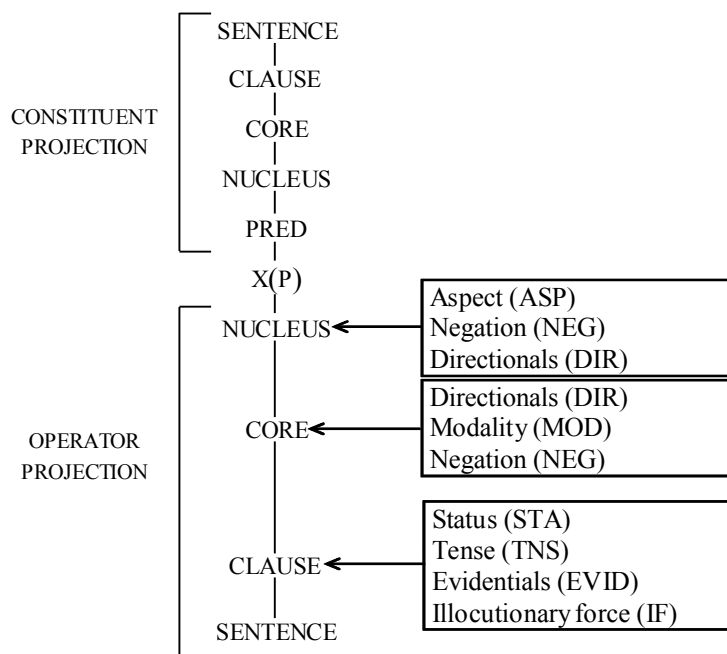 SENTENCE
CLAUSE
CONSTITUENT
PROJECTION
CORE
NUCLEUS
PRED
X(P)
NUCLEUS
Aspect (ASP)
Negation (NEG)
Directionals (DIR)
OPERATOR
PROJECTION
CORE
Directionals (DIR)
Modality (MOD)
Negation (NEG)
CLAUSE
Status (STA)
Tense (TNS)
Evidentials (EVID)
Illocutionary force (IF)
SENTENCE